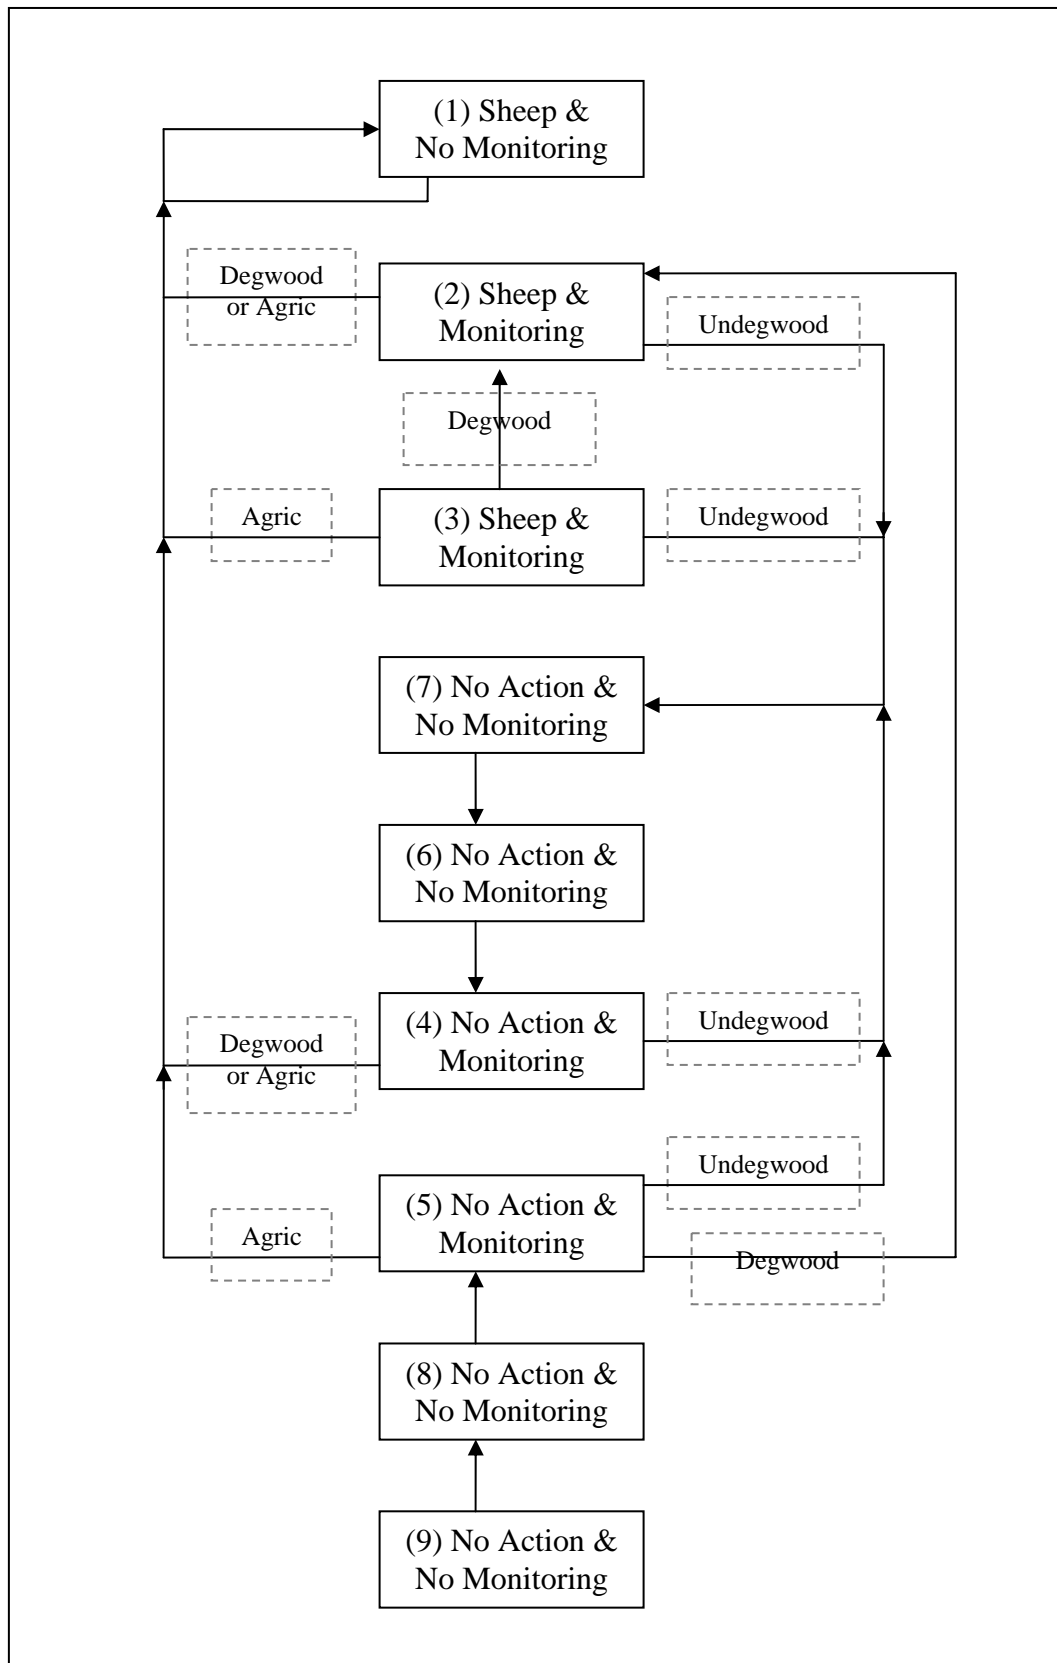 (1) Sheep &
No Monitoring
Degwood
or Agric
(2) Sheep &
Monitoring
Undegwood
Degwood
Agric
(3) Sheep &
Monitoring
Undegwood
(7) No Action &
No Monitoring
(6) No Action &
No Monitoring
Degwood
or Agric
(4) No Action &
Monitoring
Undegwood
Undegwood
Agric
(5) No Action &
Monitoring
Degwood
(8) No Action &
No Monitoring
(9) No Action &
No Monitoring